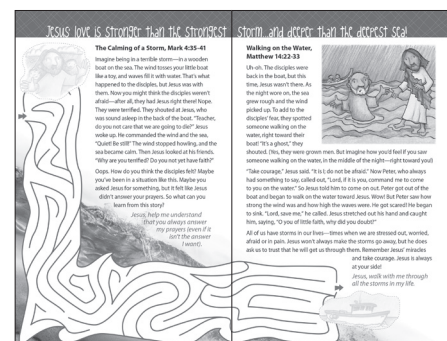 Jesus love is stronger than the strongest storm...and deeper than the deepest sea!
The Calming of a Storm, Mark 4:35-41
Imagine being in a terrible storm—in a wooden
boat on the sea. The wind tosses your little boat
like a toy, and waves fill it with water. That's what
happened to the disciples, but Jesus was with
them. Now you might think the disciples weren't
afraid—after all, they had Jesus right there! Nope.
They were terrified. They shouted at Jesus, who
was sound asleep in the back of the boat. "Teacher,
do you not care that we are going to die?" Jesus
woke up. He commanded the wind and the sea,
"Quiet! Be still!" The wind stopped howling, and the
sea became calm. Then Jesus looked at his friends.
"Why are you terrified? Do you not yet have faith?"
Oops. How do you think the disciples felt? Maybe
you've been in a situation like this. Maybe you
asked Jesus for something, but it felt like Jesus
didn't answer your prayers. So what can you
learn from this story?
Jesus, help me understand
that you always answer
my prayers (even if it
isn't the answer
I want).
Walking on the Water,
Matthew 14:22-33
Uh-oh. The disciples were
back in the boat, but this
time, Jesus wasn't there. As
the night wore on, the sea
grew rough and the wind
picked up. To add to the
disciples' fear, they spotted
someone walking on the
water, right toward their
boat! "It's a ghost," they
shouted. (Yes, they were grown men. But imagine how you'd feel if you saw
someone walking on the water, in the middle of the night—right toward you!)
"Take courage," Jesus said. "It is I; do not be afraid." Now Peter, who always
had something to say, called out, "Lord, if it is you, command me to come
to you on the water." So Jesus told him to come on out. Peter got out of the
boat and began to walk on the water toward Jesus. Wow! But Peter saw how
strong the wind was and how high the waves were. He got scared! He began
to sink. "Lord, save me," he called. Jesus stretched out his hand and caught
him, saying, "O you of little faith, why did you doubt?"
All of us have storms in our lives—times when we are stressed out, worried,
afraid or in pain. Jesus won't always make the storms go away, but he does
ask us to trust that he will get us through them. Remember Jesus' miracles
and take courage. Jesus is always
at your side!
Jesus, walk with me through
all the storms in my life.